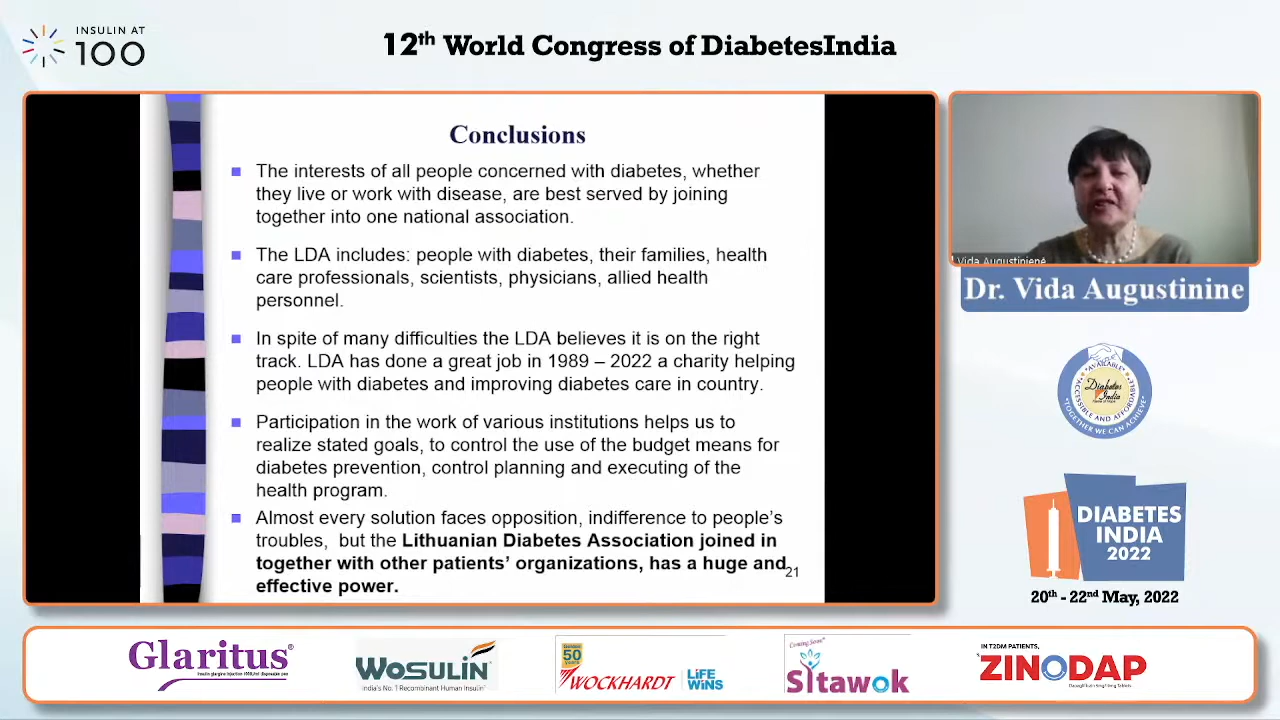 INSULIN AT
100
12th World Congress of DiabetesIndia
Conclusions
The interests of all people concerned with diabetes, whether
they live or work with disease, are best served by joining
together into one national association.
The LDA includes: people with diabetes, their families, health
care professionals, scientists, physicians, allied health
personnel.
In spite of many difficulties the LDA believes it is on the right
track. LDA has done a great job in 1989 – 2022 a charity helping
people with diabetes and improving diabetes care in country.
Participation in the work of various institutions helps us to
realize stated goals, to control the use of the budget means for
diabetes prevention, control planning and executing of the
health program.
Almost every solution faces opposition, indifference to people's
troubles, but the Lithuanian Diabetes Association joined in
together with other patients' organizations, has a huge and
effective power.
21
Vida Augustinienė
Dr. Vida Augustinine
AVAILABLE
ACCESSIBLE AND AFFORDABLE
Diabetes
India
"TOGETHER WE CAN ACHIEVE"
DIABETES
INDIA
2022
20th - 22nd May, 2022
Glaritus®
WOSULIN®
India's No. 1 Recombinant Human Insulin
50
WOCKHARDT
LiFE
WiNS
Coming Soon
Sitawok
IN T2DM PATIENTS,
ZINODAP